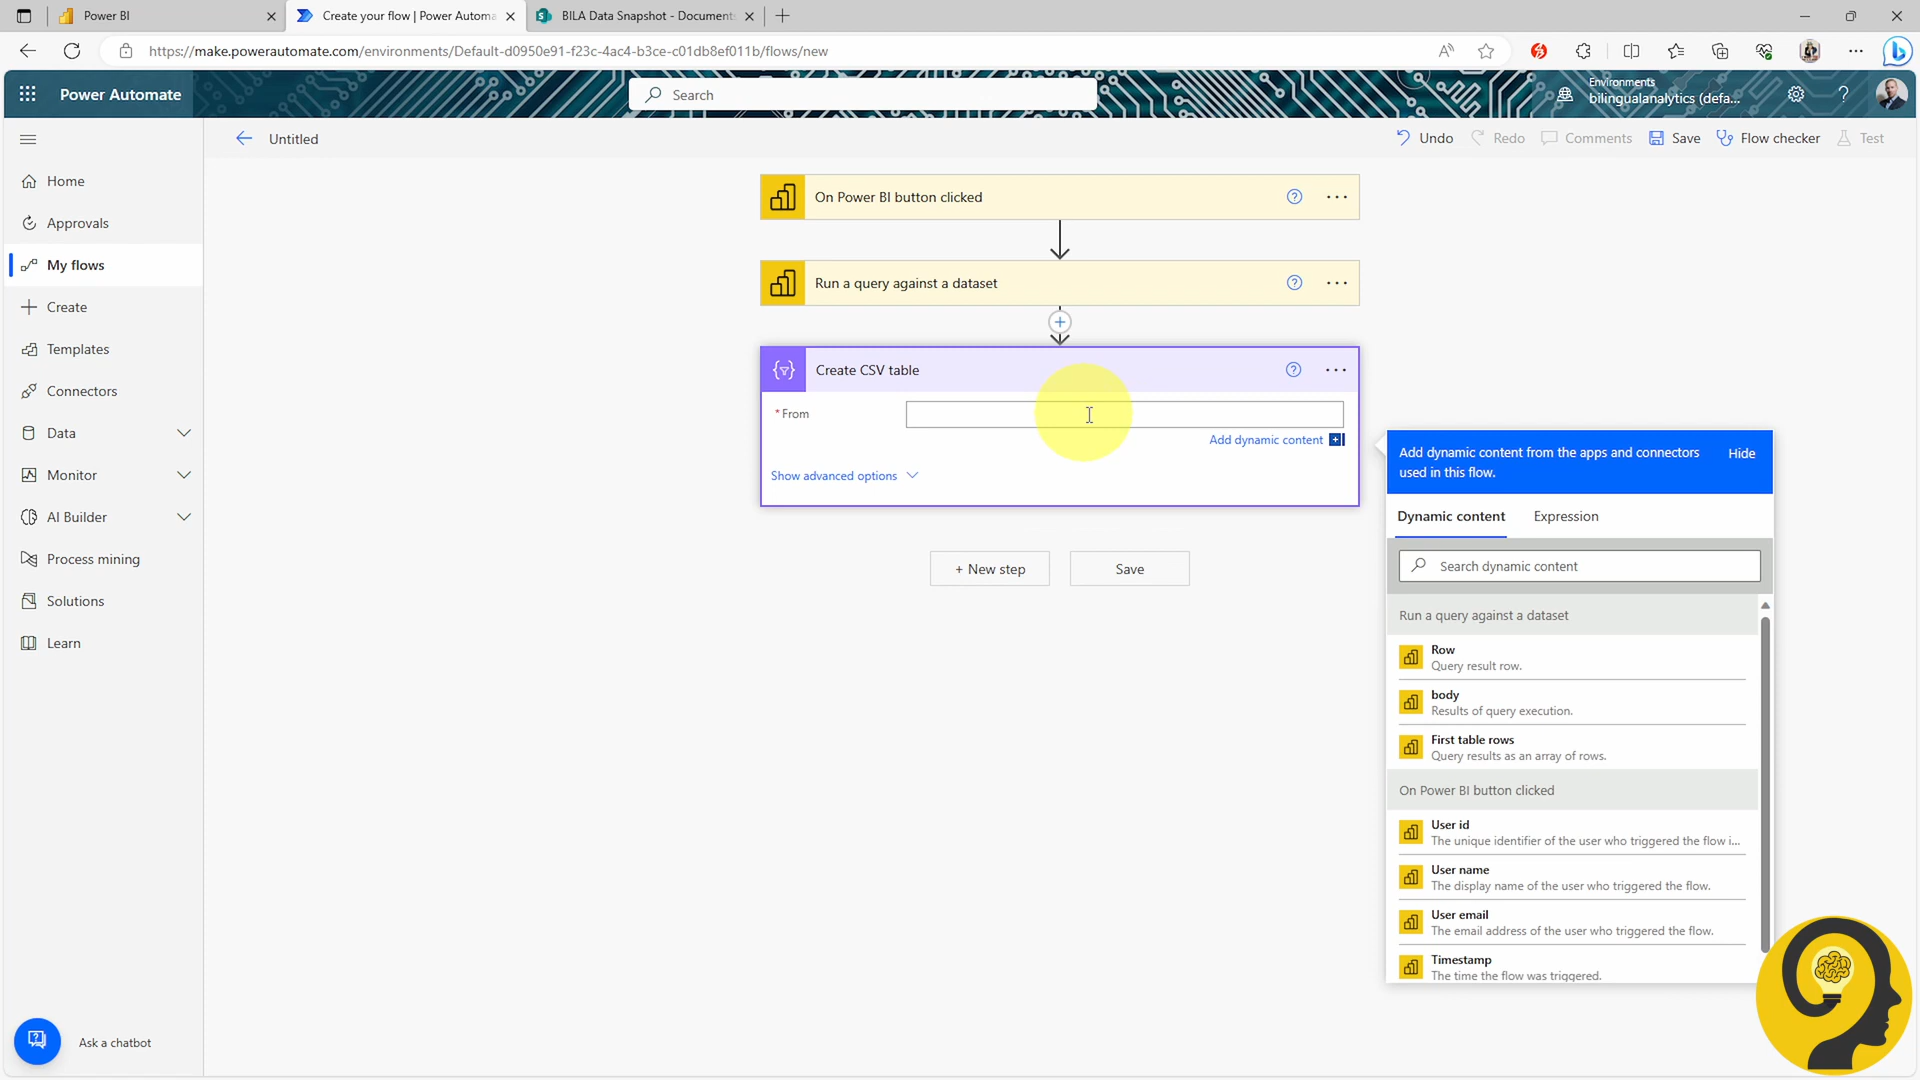 Power BI
Create your flow | Power Automa
BILA Data Snapshot - Document
https://make.powerautomate.com/environments/Default-d0950e91-f23c-4ac4-b3ce-c01db8ef011b/flows/new
Power Automate
Search
Environments
bilingualanalytics (defa...
Untitled
Undo
Redo
Comments
Save
Flow checker
Test
Home
Approvals
My flows
Create
Templates
Connectors
Data
Monitor
AI Builder
Process mining
Solutions
Learn
Ask a chatbot
On Power BI button clicked
Run a query against a dataset
Create CSV table
* From
Add dynamic content
Show advanced options
+ New step
Save
Add dynamic content from the apps and connectors
used in this flow.
Hide
Dynamic content
Expression
Search dynamic content
Run a query against a dataset
Row
Query result row.
body
Results of query execution.
First table rows
Query results as an array of rows.
On Power BI button clicked
User id
The unique identifier of the user who triggered the flow i...
User name
The display name of the user who triggered the flow.
User email
The email address of the user who triggered the flow.
Timestamp
The time the flow was triggered.